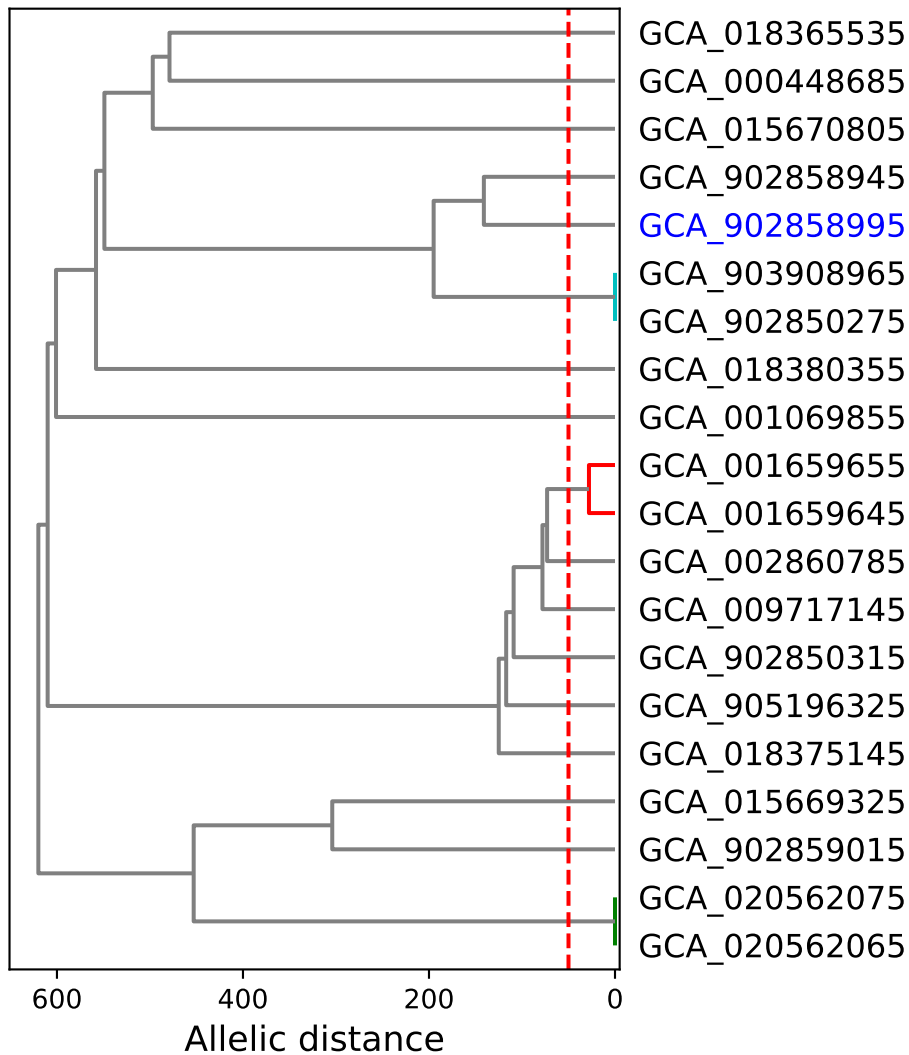 GCA_018365535
GCA_000448685
GCA_015670805
GCA_902858945
GCA_902858995
GCA_903908965
GCA_902850275
GCA_018380355
GCA_001069855
GCA_001659655
GCA_001659645
GCA_002860785
GCA_009717145
GCA_902850315
GCA_905196325
GCA_018375145
GCA_015669325
GCA_902859015
GCA_020562075
GCA_020562065
600 400 200 0
Allelic distance